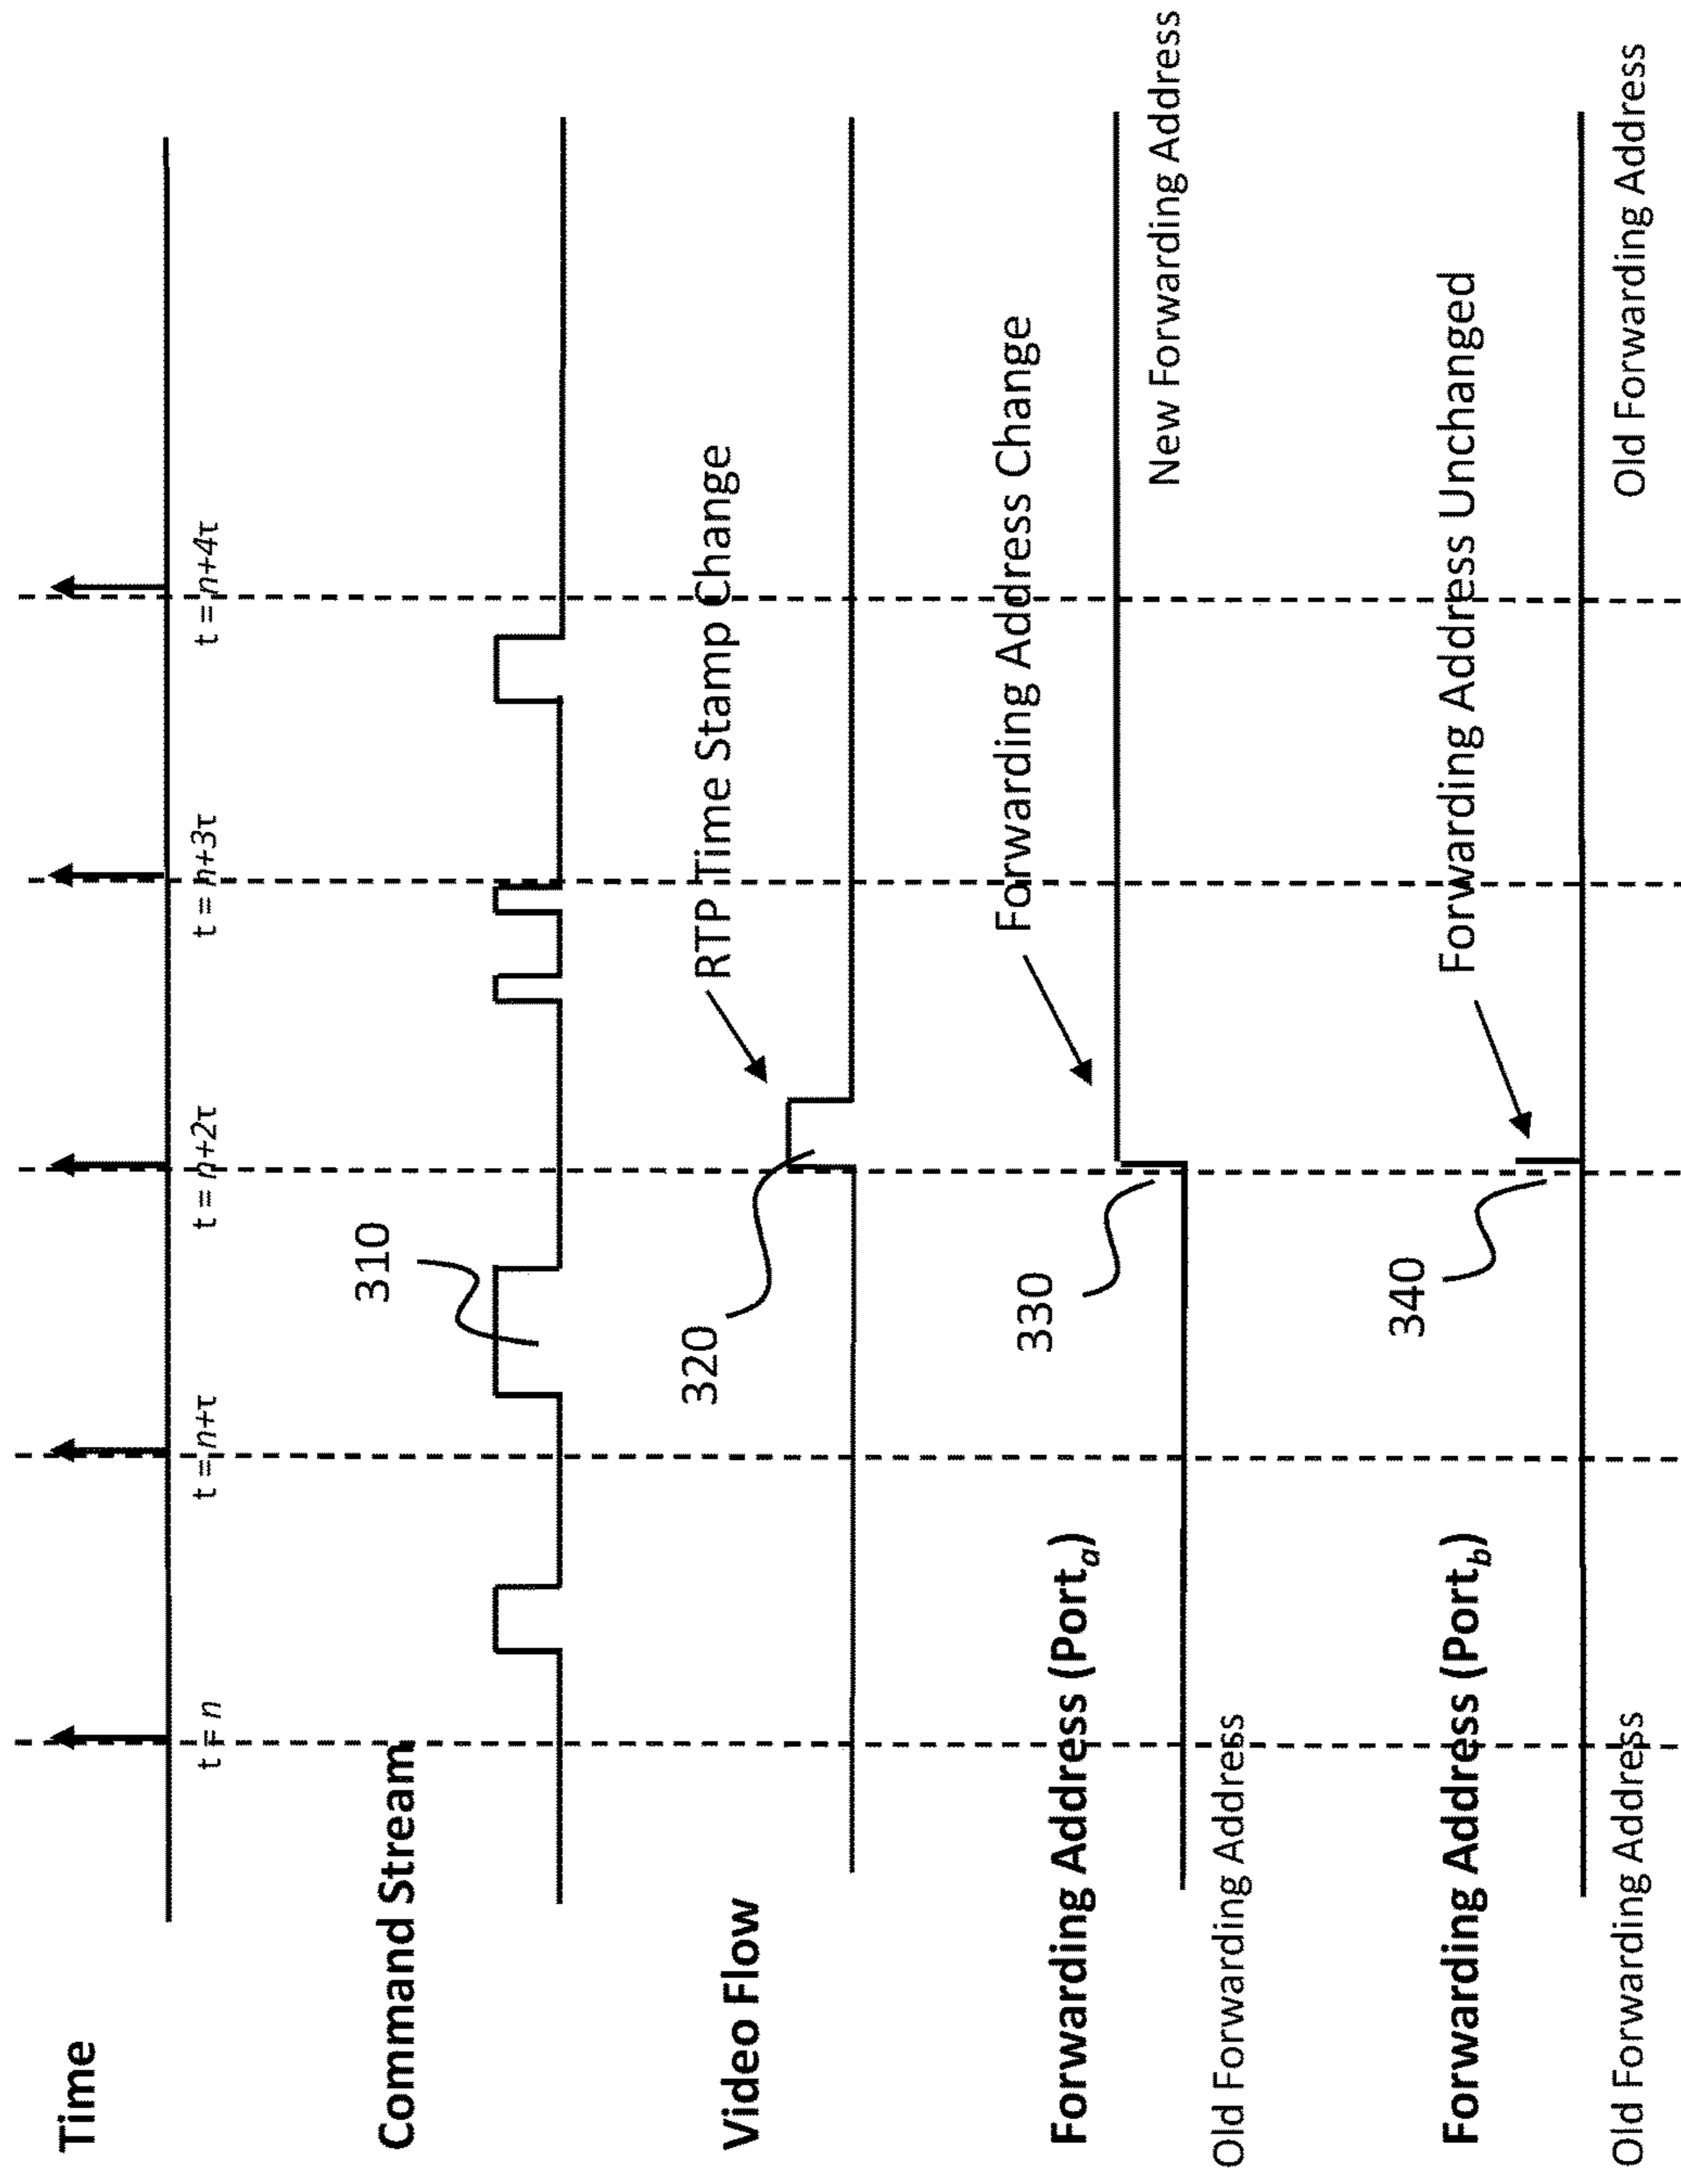 Time
t = n
t = n+τ
t = n+2τ
t = n+3τ
t = n+4τ
Command Stream
310
Video Flow
320
RTP Time Stamp Change
Forwarding Address (Portₐ)
Old Forwarding Address
330
Forwarding Address Change
New Forwarding Address
Forwarding Address (Port_b)
Old Forwarding Address
340
Forwarding Address Unchanged
Old Forwarding Address